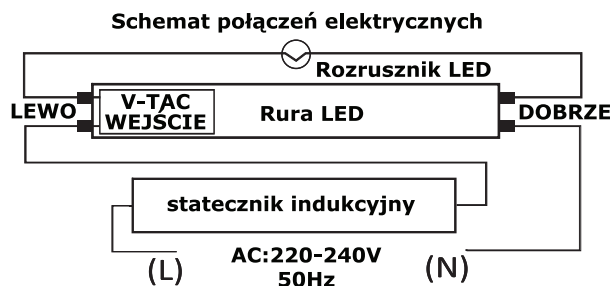 Schemat połączeń elektrycznych
Rozrusznik LED
LEWO
V-TAC
WEJŚCIE
Rura LED
DOBRZE
statecznik indukcyjny
(L)
AC:220-240V
50Hz
(N)